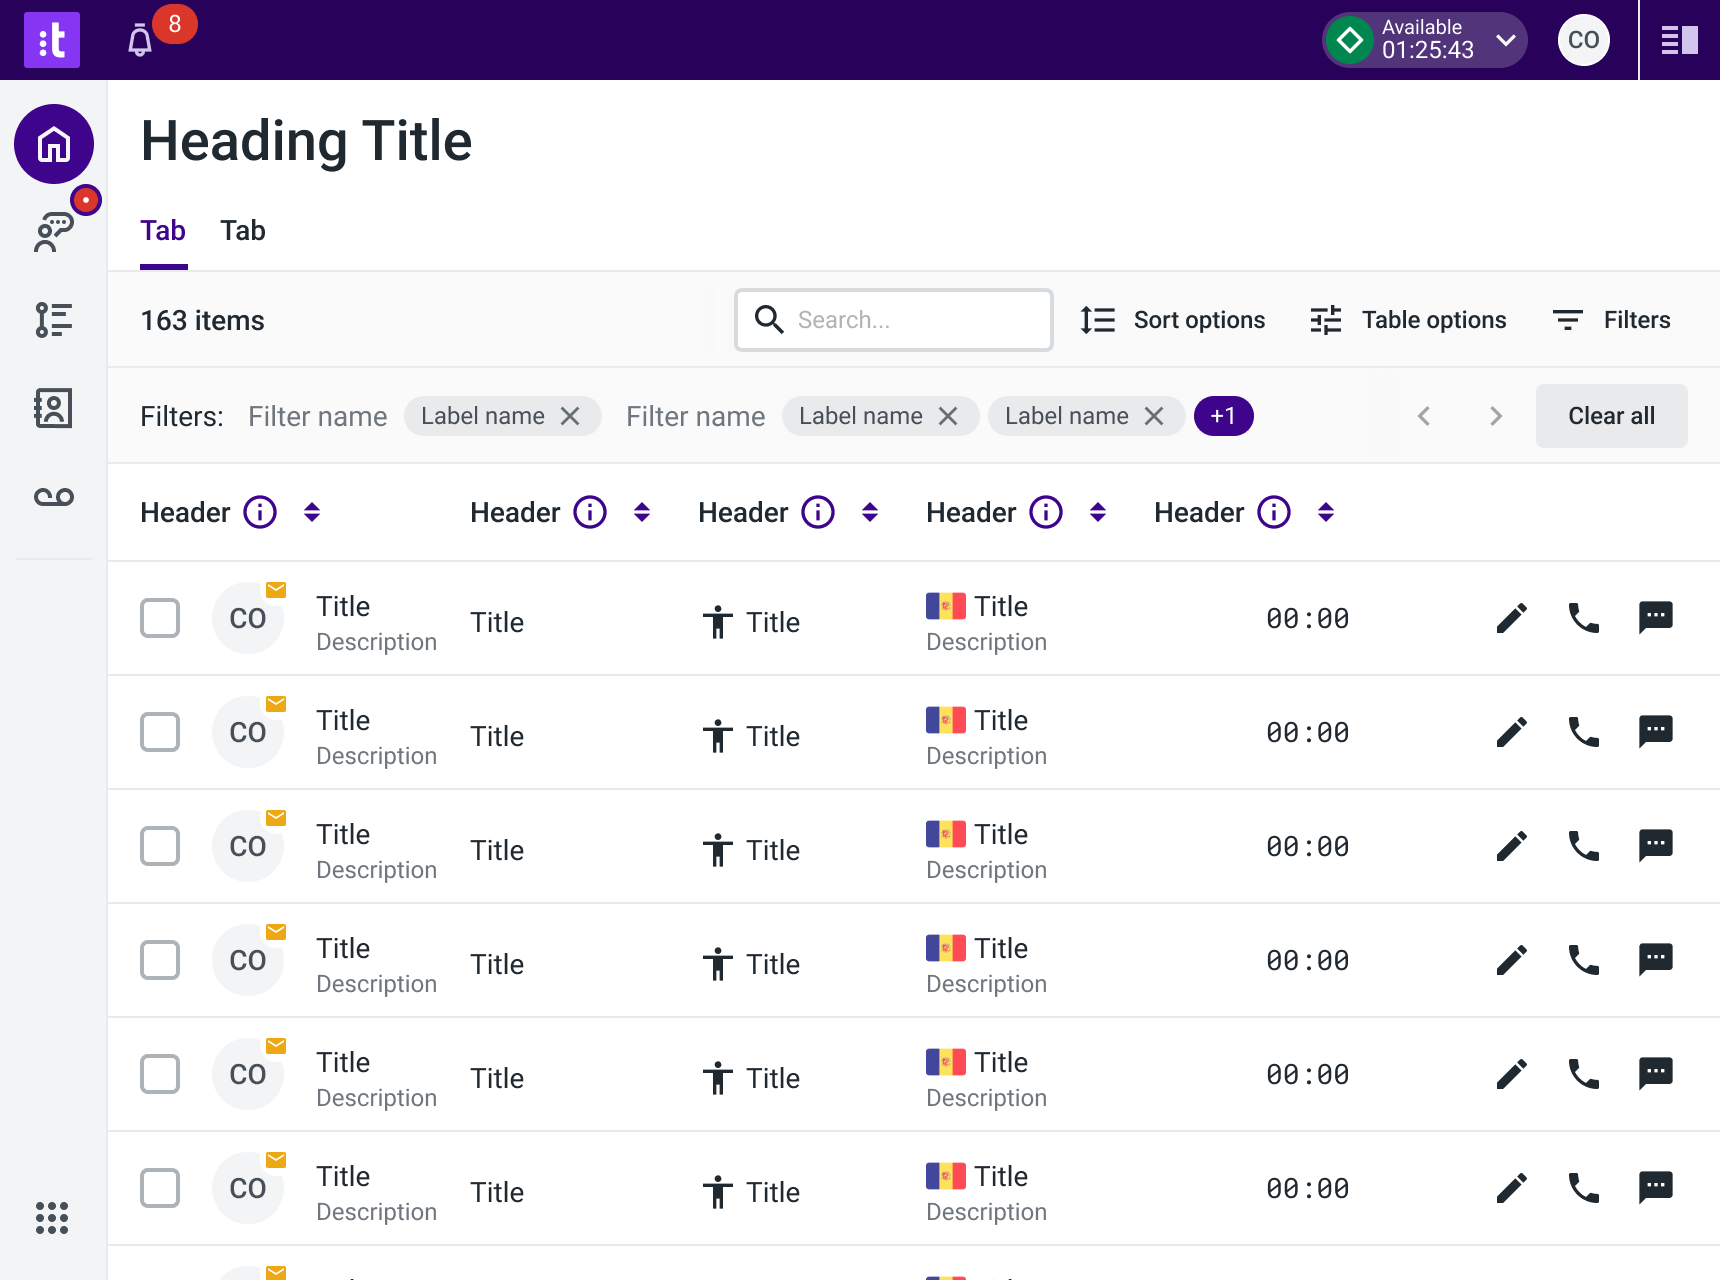 :t
8
Available
01:25:43
CO
Heading Title
Tab Tab
163 items
Search...
Sort options
Table options
Filters
Filters: Filter name Label name Filter name Label name Label name +1
Clear all
Header Header Header Header Header
CO Title Description Title Title Title Description 00:00
CO Title Description Title Title Title Description 00:00
CO Title Description Title Title Title Description 00:00
CO Title Description Title Title Title Description 00:00
CO Title Description Title Title Title Description 00:00
CO Title Description Title Title Title Description 00:00